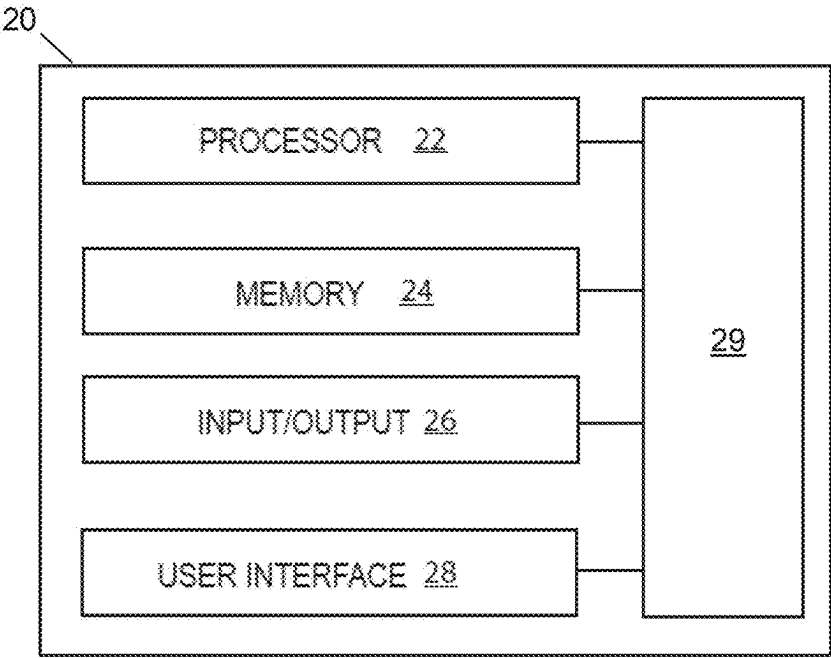 20
PROCESSOR 22
MEMORY 24
29
INPUT/OUTPUT 26
USER INTERFACE 28